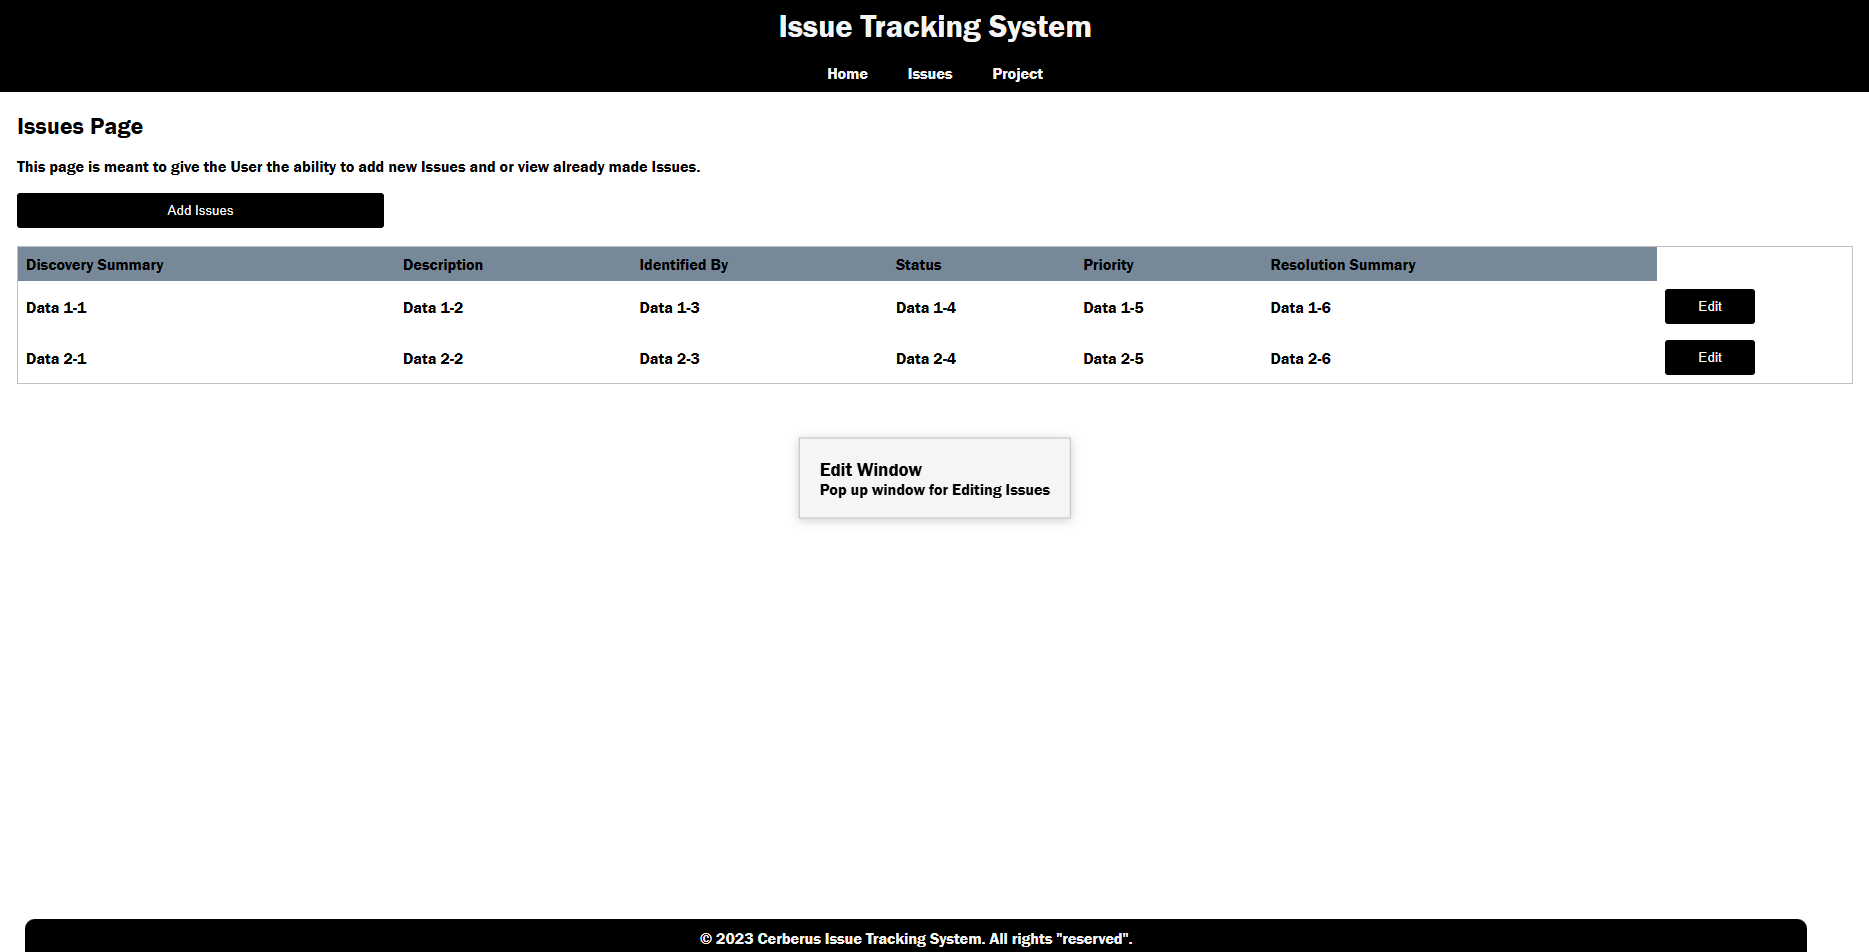 Issue Tracking System
Home Issues Project
Issues Page
This page is meant to give the User the ability to add new Issues and or view already made Issues.
Add Issues
Discovery Summary Description Identified By Status Priority Resolution Summary
Data 1-1 Data 1-2 Data 1-3 Data 1-4 Data 1-5 Data 1-6 Edit
Data 2-1 Data 2-2 Data 2-3 Data 2-4 Data 2-5 Data 2-6 Edit
Edit Window
Pop up window for Editing Issues
© 2023 Cerberus Issue Tracking System. All rights "reserved".